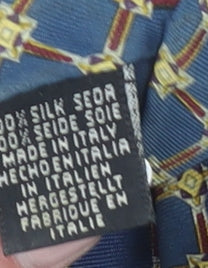 00% SILK SEDA
00% SEIDE SOIE
MADE IN ITALY
HECHO EN ITALIA
IN ITALIEN
HERGESTELLT
FABRIQUE EN
ITALIE